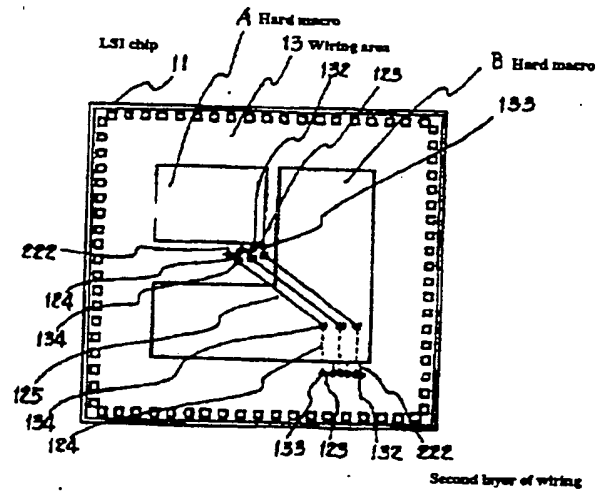 A Hard macro
LSI chip
13 Wiring area
B Hard macro
11
132
123
133
222
124
134
125
134
124
133
123
132
222
Second layer of wiring